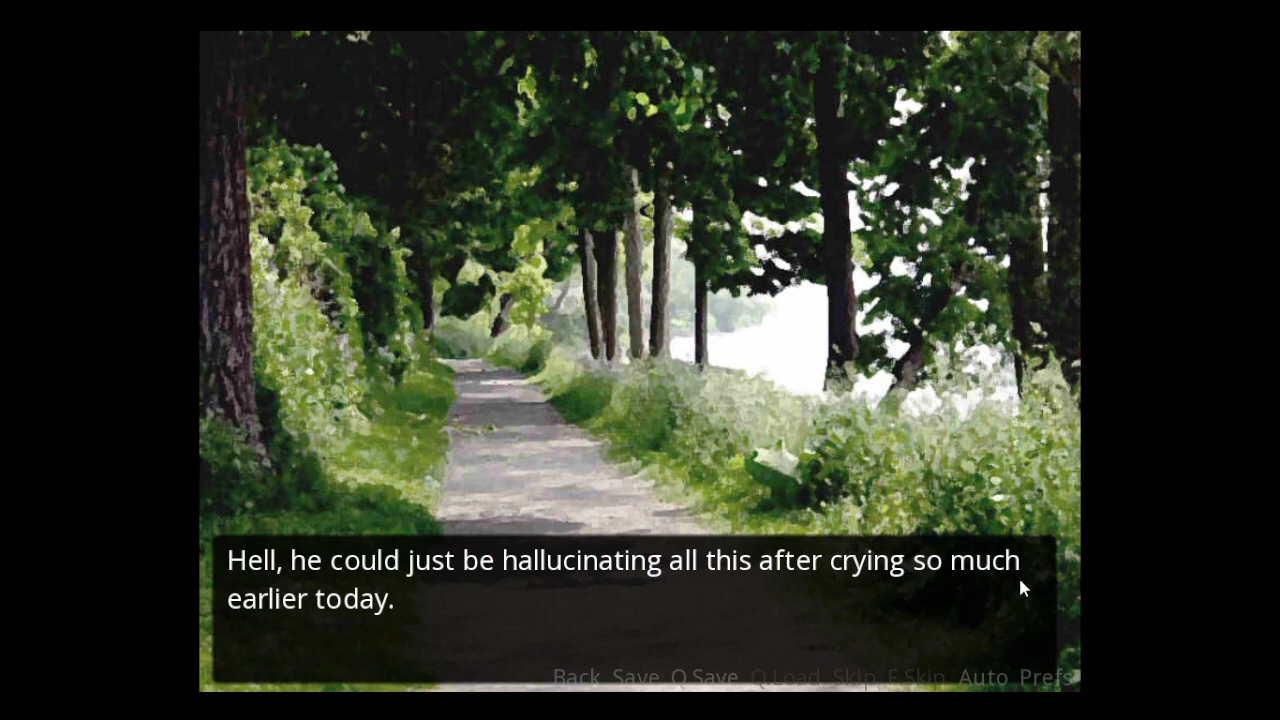 Hell, he could just be hallucinating all this after crying so much
earlier today.
Back Save Q.Save Q.Load Skip F.Skip Auto Prefs